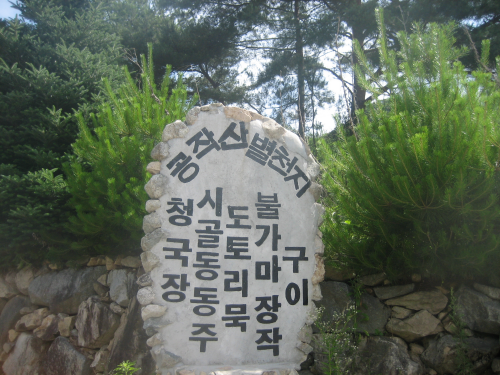 공작산별천지
청국장
시골동동주
도토리묵
불가마장작
구이